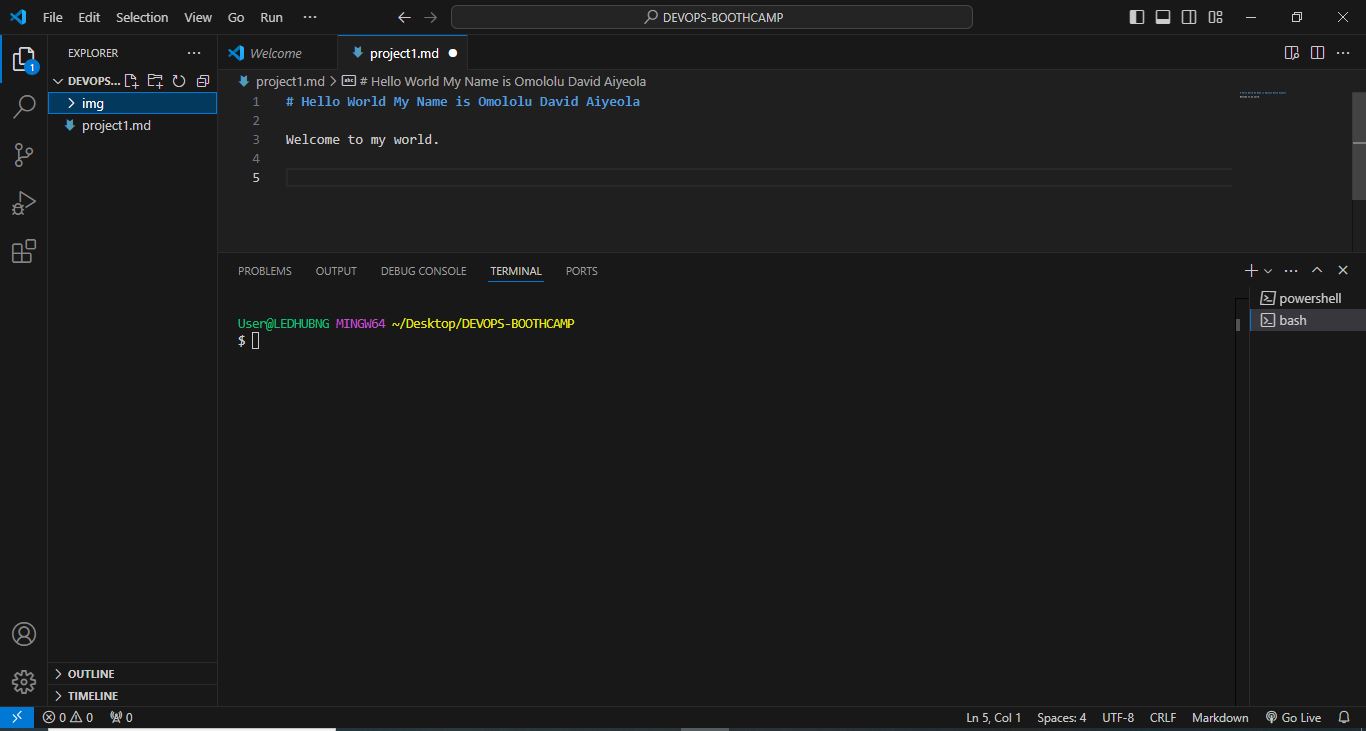 File Edit Selection View Go Run ··· DEVOPS-BOOTHCAMP
EXPLORER ···
1
DEVOPS...
img
project1.md
Welcome project1.md
project1.md > # Hello World My Name is Omololu David Aiyeola
1 # Hello World My Name is Omololu David Aiyeola
2
3 Welcome to my world.
4
5
PROBLEMS OUTPUT DEBUG CONSOLE TERMINAL PORTS
powershell
bash
User@LEDHUBNG MINGW64 ~/Desktop/DEVOPS-BOOTHCAMP
$
OUTLINE
TIMELINE
0 0 0 Ln 5, Col 1 Spaces: 4 UTF-8 CRLF Markdown Go Live